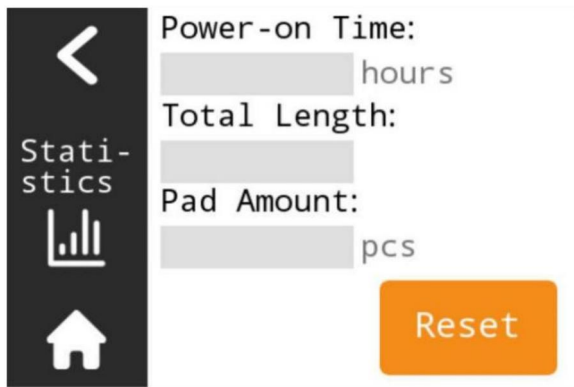 Stati-
stics
Power-on Time:
hours
Total Length:
Pad Amount:
pcs
Reset